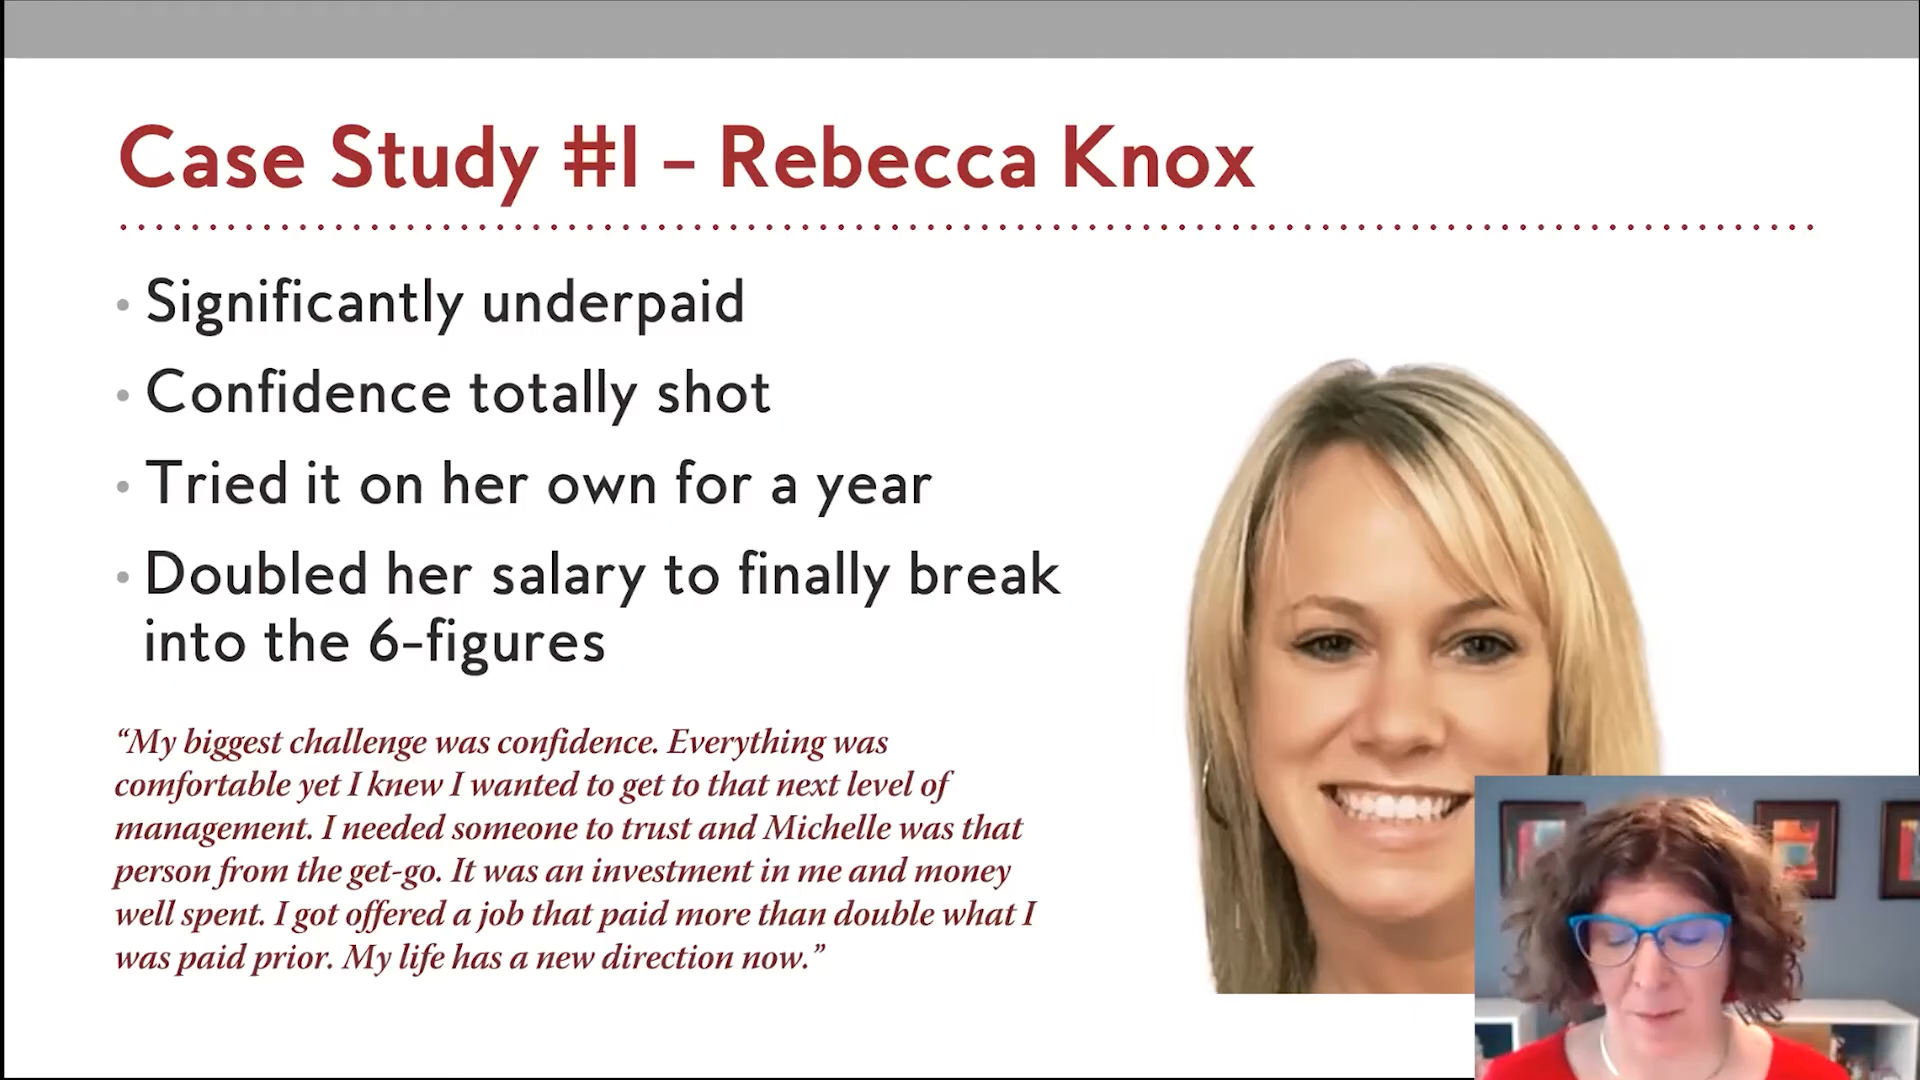 Case Study #1 – Rebecca Knox
• Significantly underpaid
• Confidence totally shot
• Tried it on her own for a year
• Doubled her salary to finally break
into the 6-figures
“My biggest challenge was confidence. Everything was
comfortable yet I knew I wanted to get to that next level of
management. I needed someone to trust and Michelle was that
person from the get-go. It was an investment in me and money
well spent. I got offered a job that paid more than double what I
was paid prior. My life has a new direction now.”